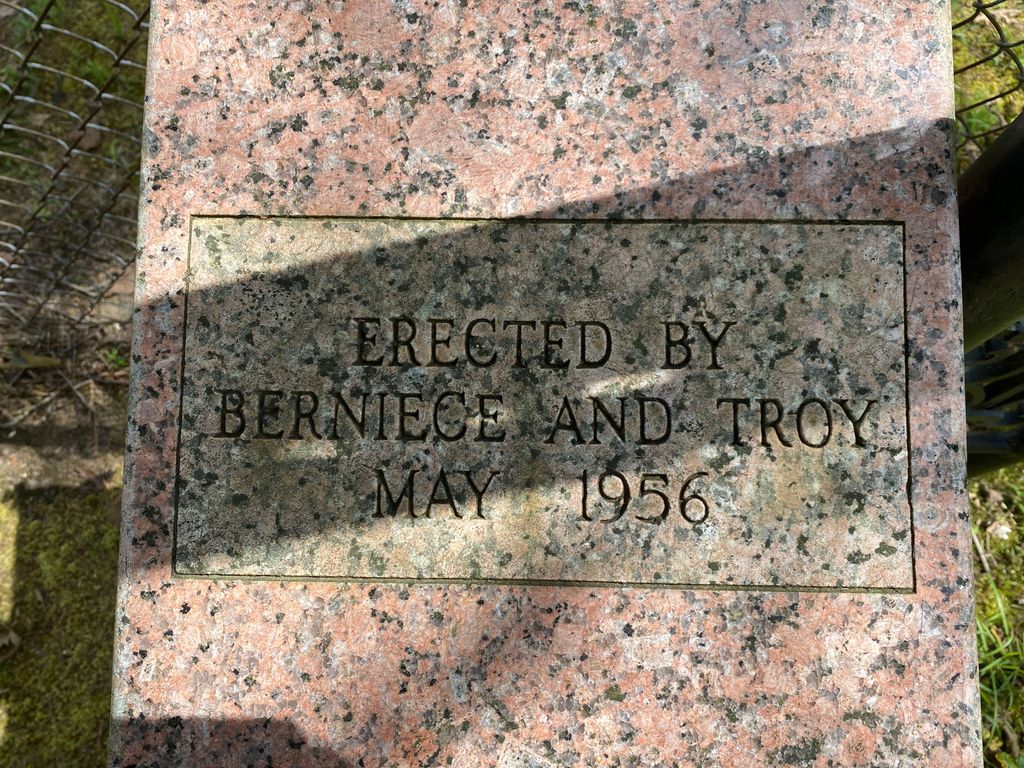 ERECTED BY
BERNIECE AND TROY
MAY 1956